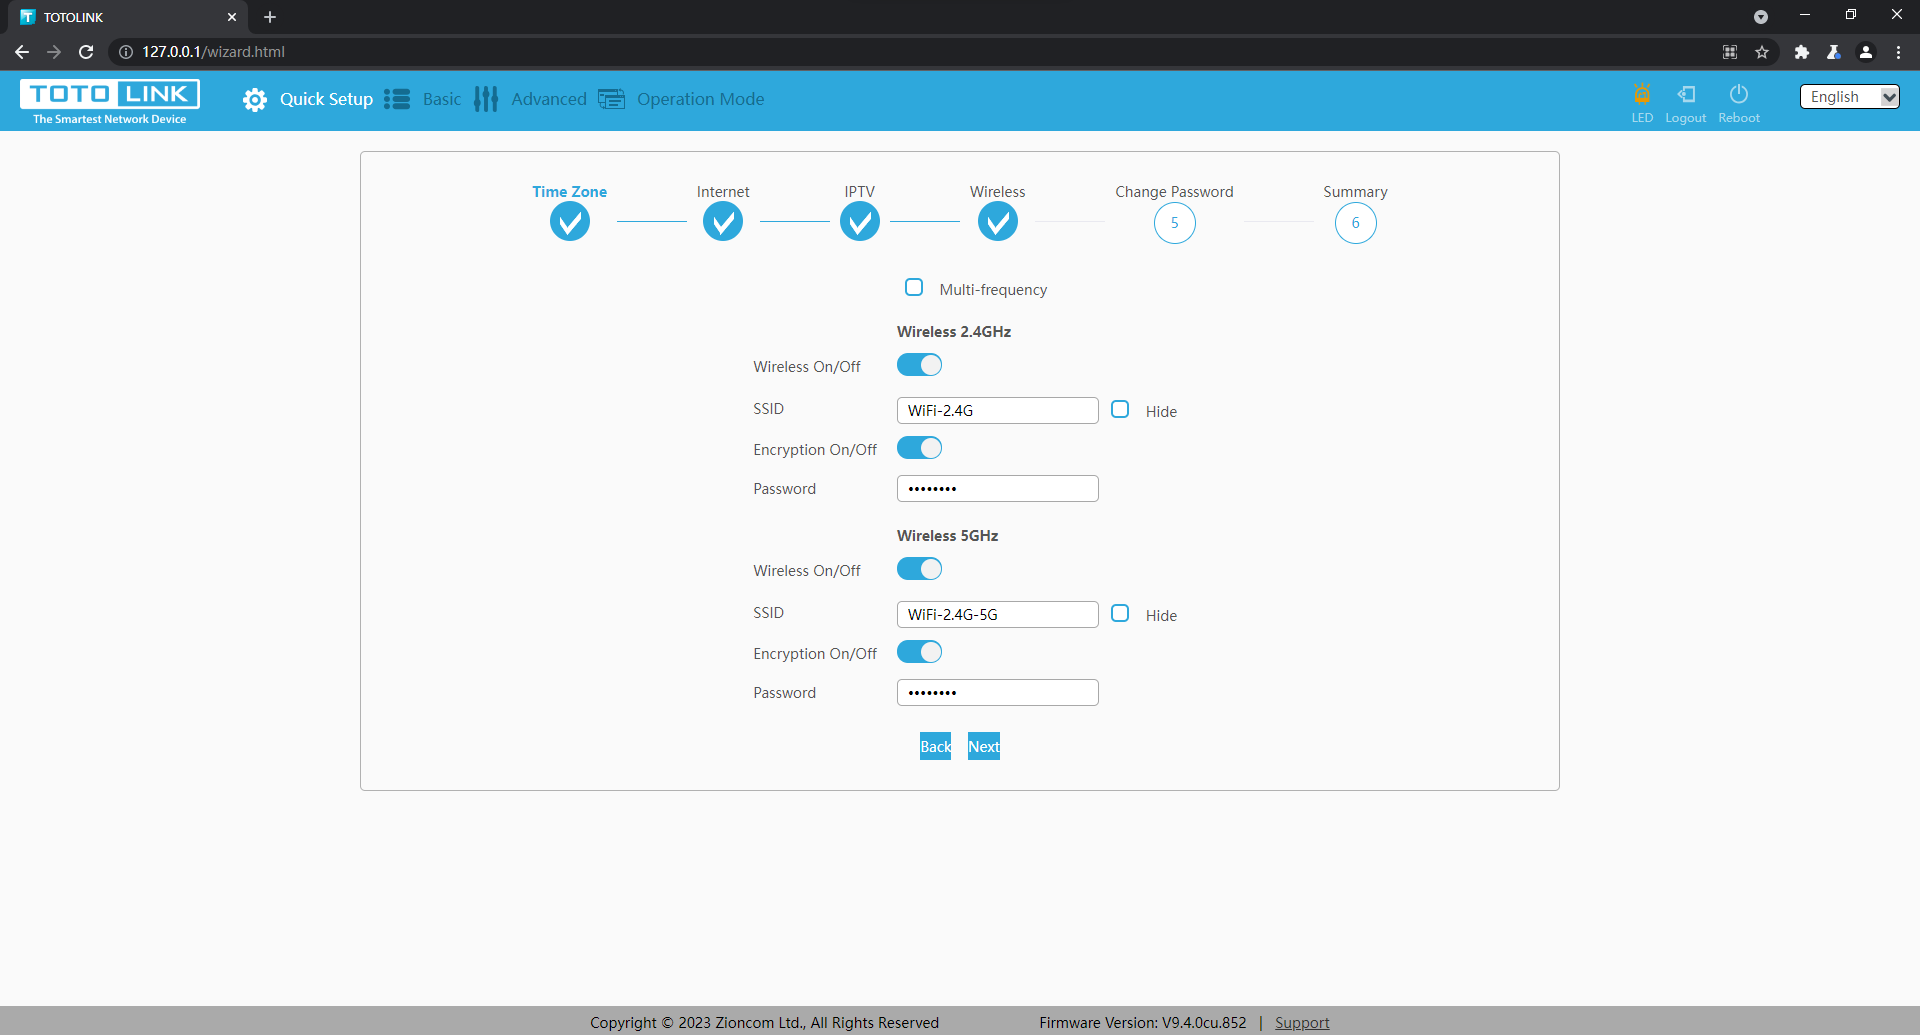 TOTOLINK
127.0.0.1/wizard.html
TOTO LINK
The Smartest Network Device
Quick Setup Basic Advanced Operation Mode
LED Logout Reboot
English
Time Zone Internet IPTV Wireless Change Password Summary
5 6
Multi-frequency
Wireless 2.4GHz
Wireless On/Off
SSID WiFi-2.4G Hide
Encryption On/Off
Password ••••••••
Wireless 5GHz
Wireless On/Off
SSID WiFi-2.4G-5G Hide
Encryption On/Off
Password ••••••••
Back Next
Copyright © 2023 Zioncom Ltd., All Rights Reserved Firmware Version: V9.4.0cu.852 | Support